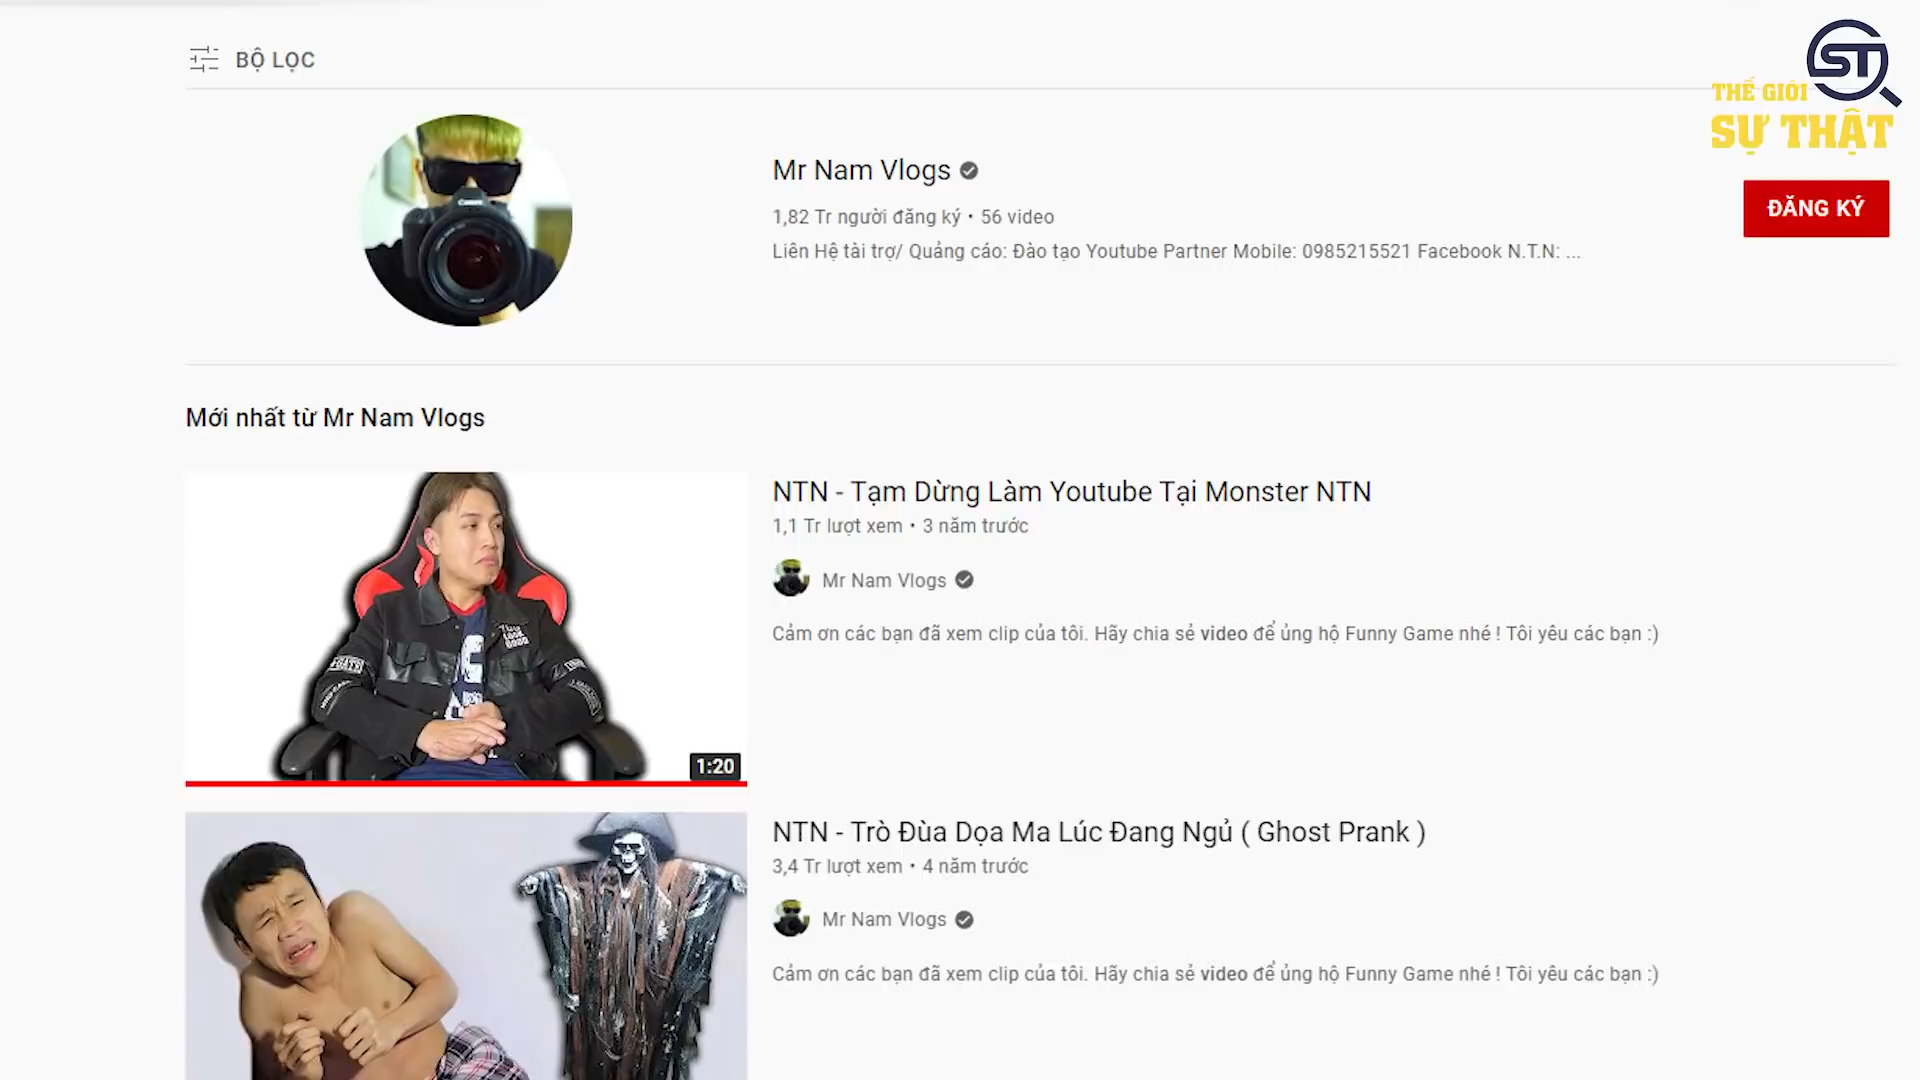 BỘ LỌC
ST
THẾ GIỚI
SỰ THẬT
Mr Nam Vlogs
1,82 Tr người đăng ký • 56 video
Liên Hệ tài trợ/ Quảng cáo: Đào tạo Youtube Partner Mobile: 0985215521 Facebook N.T.N: ...
ĐĂNG KÝ
Canon
Mới nhất từ Mr Nam Vlogs
NTN - Tạm Dừng Làm Youtube Tại Monster NTN
1,1 Tr lượt xem • 3 năm trước
Mr Nam Vlogs
Cảm ơn các bạn đã xem clip của tôi. Hãy chia sẻ video để ủng hộ Funny Game nhé ! Tôi yêu các bạn :)
1:20
NTN - Trò Đùa Dọa Ma Lúc Đang Ngủ ( Ghost Prank )
3,4 Tr lượt xem • 4 năm trước
Mr Nam Vlogs
Cảm ơn các bạn đã xem clip của tôi. Hãy chia sẻ video để ủng hộ Funny Game nhé ! Tôi yêu các bạn :)